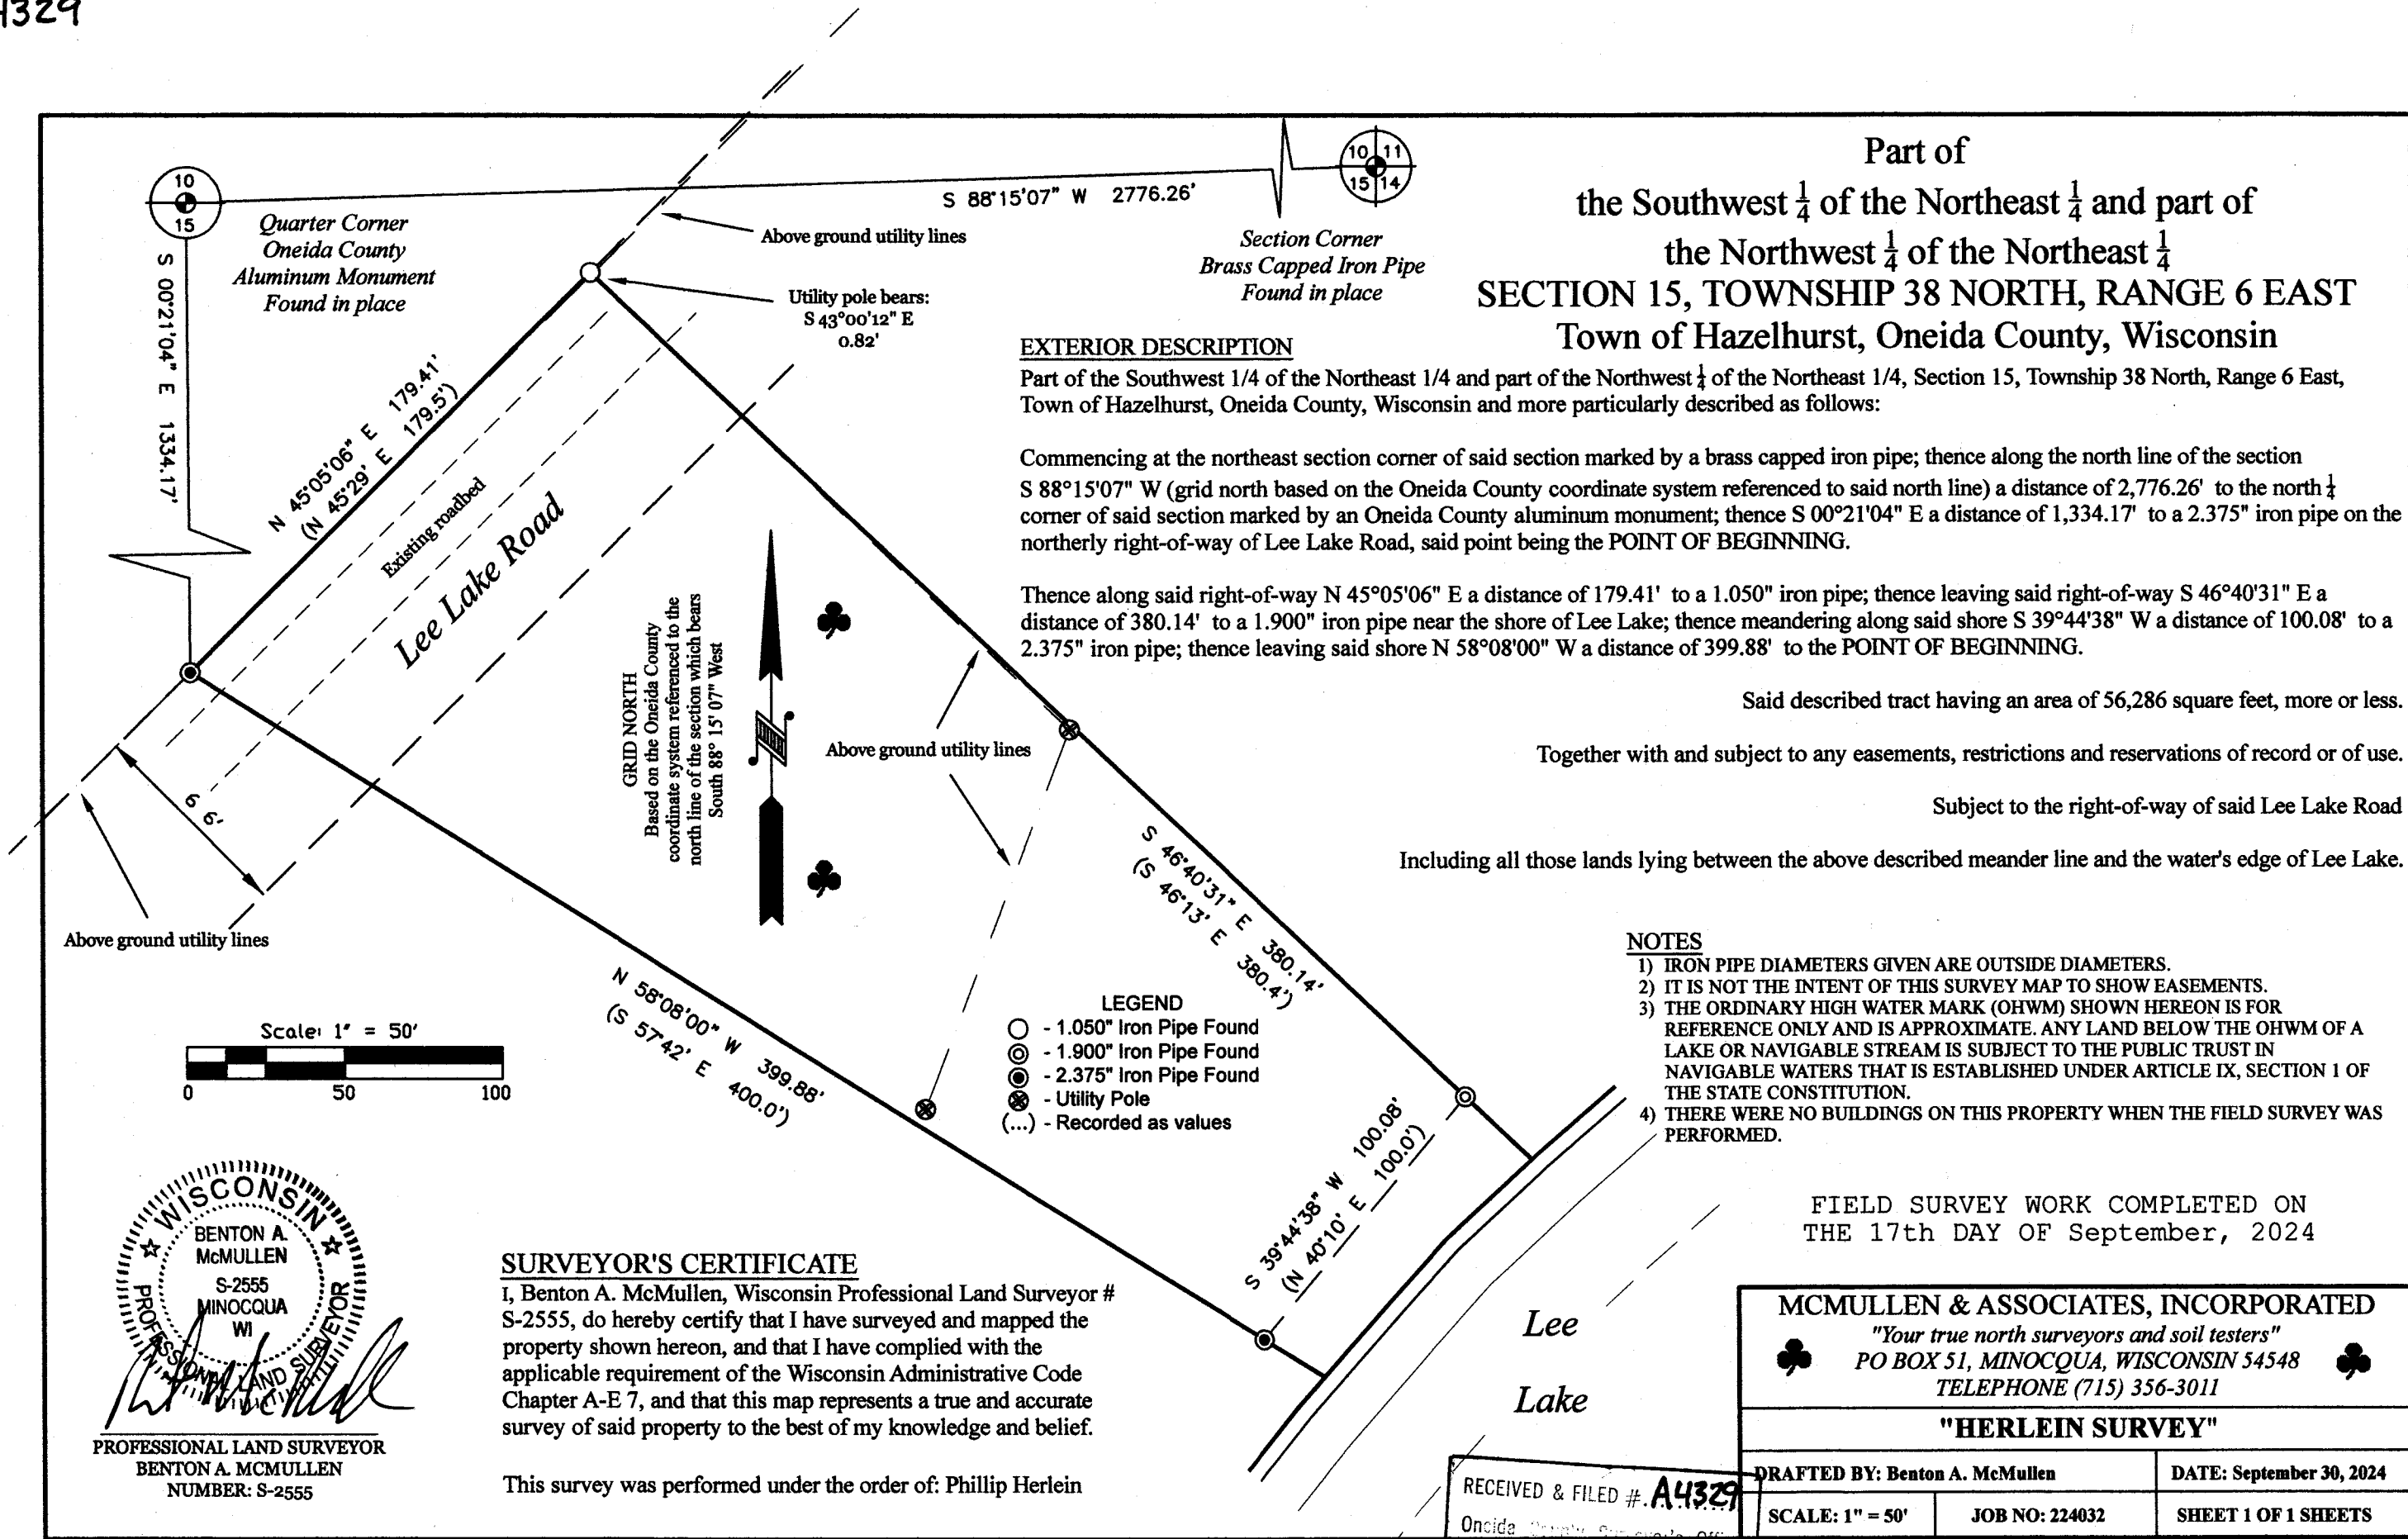 4329
10
15
S 88°15'07" W 2776.26'
10 11
15 14
Quarter Corner
Oneida County
Aluminum Monument
Found in place
Above ground utility lines
Section Corner
Brass Capped Iron Pipe
Found in place
Utility pole bears:
S 43°00'12" E
0.82'
S 00°21'04" E 1334.17'
N 45°05'06" E 179.41'
(N 45°29' E 179.5')
Existing roadbed
Lee Lake Road
6 6'
Above ground utility lines
GRID NORTH
Based on the Oneida County
coordinate system referenced to the
north line of the section which bears
South 88° 15' 07" West
N
Above ground utility lines
S 46°40'31" E 380.14'
(S 46°13' E 380.4')
N 58°08'00" W 399.88'
(S 57°42' E 400.0')
S 39°44'38" W 100.08'
(N 40°10' E 100.0')
Lee
Lake
Scale: 1" = 50'
0 50 100
LEGEND
- 1.050" Iron Pipe Found
- 1.900" Iron Pipe Found
- 2.375" Iron Pipe Found
- Utility Pole
(...) - Recorded as values
Part of
the Southwest 1/4 of the Northeast 1/4 and part of
the Northwest 1/4 of the Northeast 1/4
SECTION 15, TOWNSHIP 38 NORTH, RANGE 6 EAST
Town of Hazelhurst, Oneida County, Wisconsin
EXTERIOR DESCRIPTION
Part of the Southwest 1/4 of the Northeast 1/4 and part of the Northwest 1/4 of the Northeast 1/4, Section 15, Township 38 North, Range 6 East,
Town of Hazelhurst, Oneida County, Wisconsin and more particularly described as follows:
Commencing at the northeast section corner of said section marked by a brass capped iron pipe; thence along the north line of the section
S 88°15'07" W (grid north based on the Oneida County coordinate system referenced to said north line) a distance of 2,776.26' to the north 1/4
corner of said section marked by an Oneida County aluminum monument; thence S 00°21'04" E a distance of 1,334.17' to a 2.375" iron pipe on the
northerly right-of-way of Lee Lake Road, said point being the POINT OF BEGINNING.
Thence along said right-of-way N 45°05'06" E a distance of 179.41' to a 1.050" iron pipe; thence leaving said right-of-way S 46°40'31" E a
distance of 380.14' to a 1.900" iron pipe near the shore of Lee Lake; thence meandering along said shore S 39°44'38" W a distance of 100.08' to a
2.375" iron pipe; thence leaving said shore N 58°08'00" W a distance of 399.88' to the POINT OF BEGINNING.
Said described tract having an area of 56,286 square feet, more or less.
Together with and subject to any easements, restrictions and reservations of record or of use.
Subject to the right-of-way of said Lee Lake Road
Including all those lands lying between the above described meander line and the water's edge of Lee Lake.
NOTES
1) IRON PIPE DIAMETERS GIVEN ARE OUTSIDE DIAMETERS.
2) IT IS NOT THE INTENT OF THIS SURVEY MAP TO SHOW EASEMENTS.
3) THE ORDINARY HIGH WATER MARK (OHWM) SHOWN HEREON IS FOR
REFERENCE ONLY AND IS APPROXIMATE. ANY LAND BELOW THE OHWM OF A
LAKE OR NAVIGABLE STREAM IS SUBJECT TO THE PUBLIC TRUST IN
NAVIGABLE WATERS THAT IS ESTABLISHED UNDER ARTICLE IX, SECTION 1 OF
THE STATE CONSTITUTION.
4) THERE WERE NO BUILDINGS ON THIS PROPERTY WHEN THE FIELD SURVEY WAS
PERFORMED.
FIELD SURVEY WORK COMPLETED ON
THE 17th DAY OF September, 2024
WISCONSIN
BENTON A.
McMULLEN
S-2555
MINOCQUA
WI
PROFESSIONAL LAND SURVEYOR
PROFESSIONAL LAND SURVEYOR
BENTON A. MCMULLEN
NUMBER: S-2555
SURVEYOR'S CERTIFICATE
I, Benton A. McMullen, Wisconsin Professional Land Surveyor #
S-2555, do hereby certify that I have surveyed and mapped the
property shown hereon, and that I have complied with the
applicable requirement of the Wisconsin Administrative Code
Chapter A-E 7, and that this map represents a true and accurate
survey of said property to the best of my knowledge and belief.
This survey was performed under the order of: Phillip Herlein
RECEIVED & FILED #. A4329
Oneida County
MCMULLEN & ASSOCIATES, INCORPORATED
"Your true north surveyors and soil testers"
PO BOX 51, MINOCQUA, WISCONSIN 54548
TELEPHONE (715) 356-3011
"HERLEIN SURVEY"
DRAFTED BY: Benton A. McMullen
DATE: September 30, 2024
SCALE: 1" = 50'
JOB NO: 224032
SHEET 1 OF 1 SHEETS